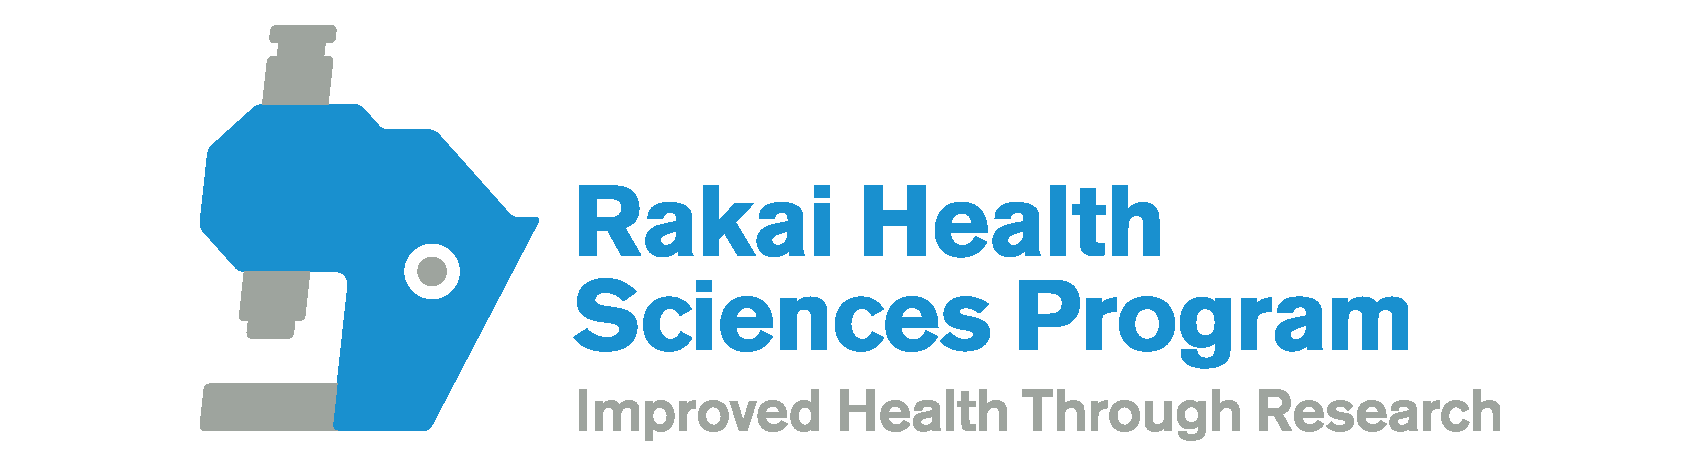 Rakai Health
Sciences Program
Improved Health Through Research